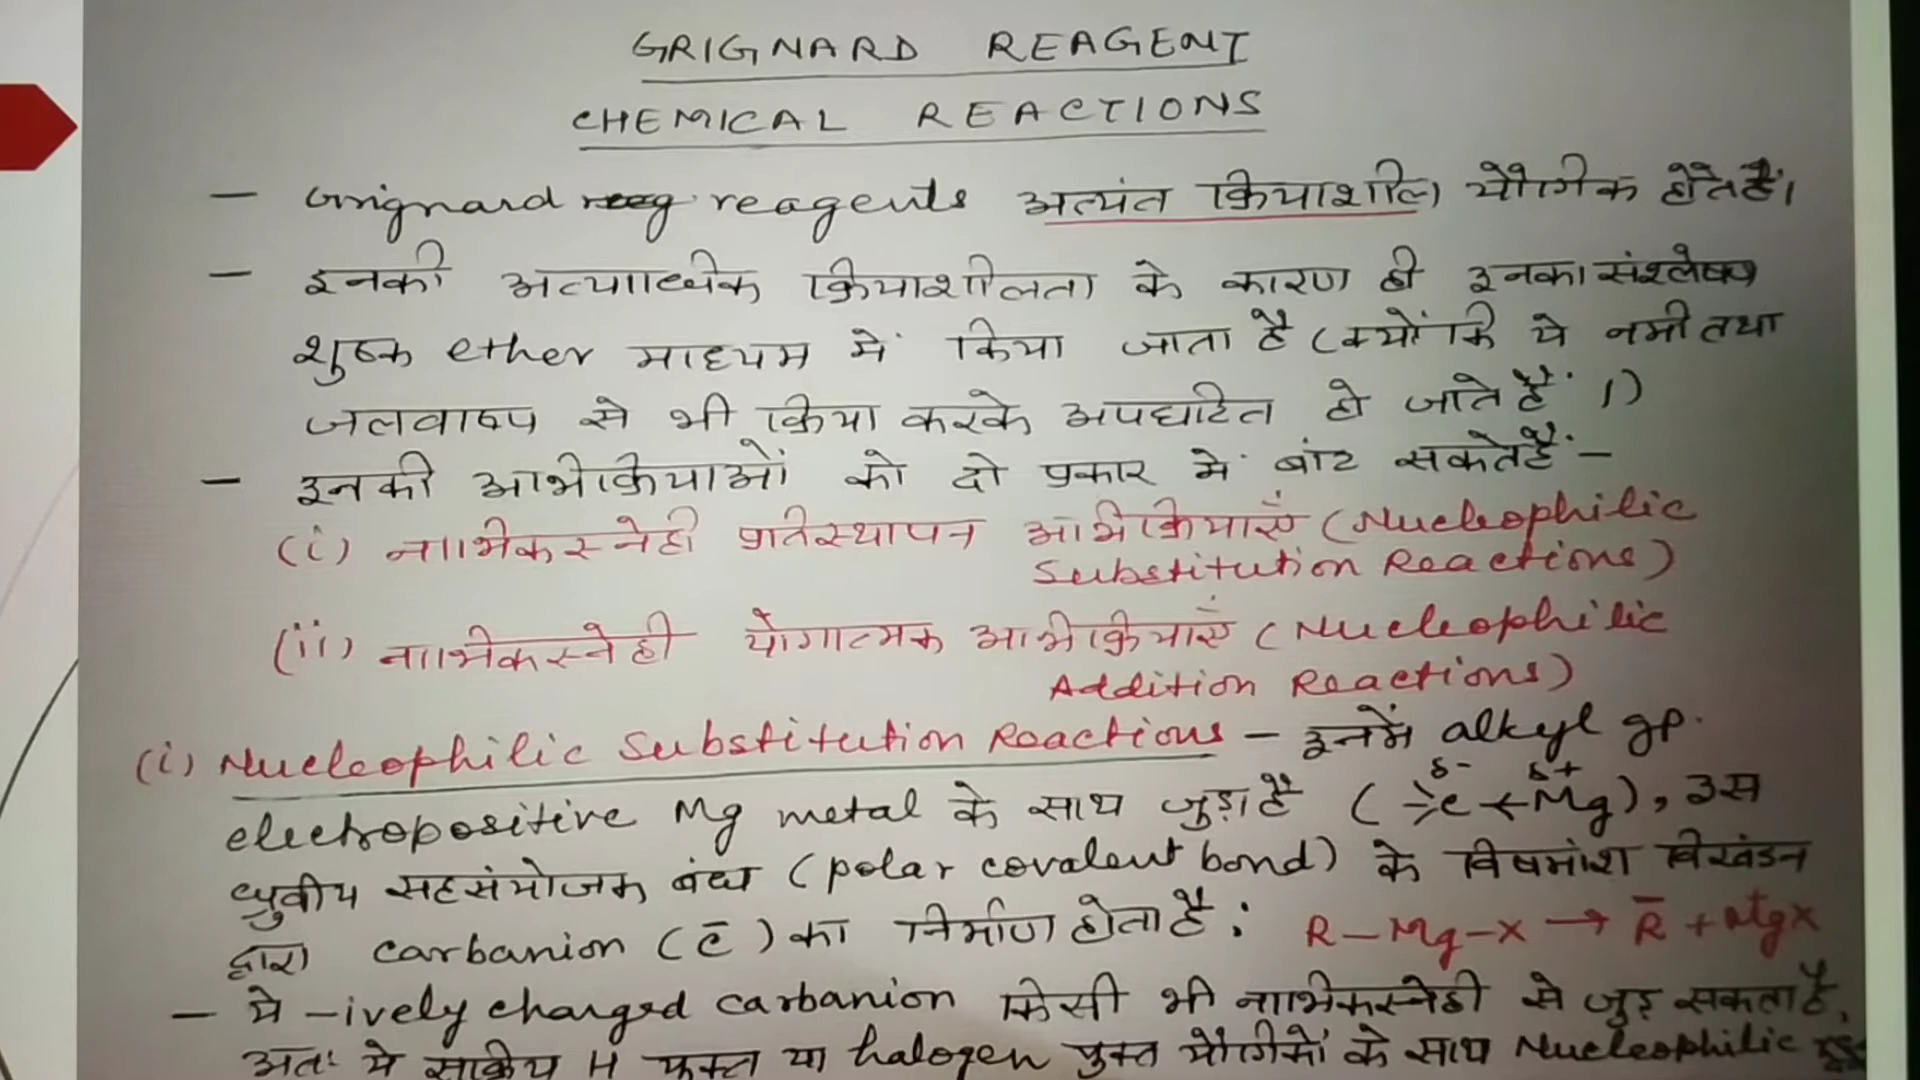 GRIGNARD REAGENT
CHEMICAL REACTIONS
- Grignard reagents अत्यंत क्रियाशील यौगिक होते हैं।
- इनकी अत्याधिक क्रियाशीलता के कारण ही इनका संश्लेषण
शुष्क ether माध्यम में किया जाता है (क्योंकि ये नमी तथा
जलवाष्प से भी क्रिया करके अपघटित हो जाते हैं।)
- इनकी अभिक्रियाओं को दो प्रकार में बांट सकते हैं -
(i) नाभिकस्नेही प्रतिस्थापन अभिक्रियाएँ (Nucleophilic
Substitution Reactions)
(ii) नाभिकस्नेही योगात्मक अभिक्रियाएँ (Nucleophilic
Addition Reactions)
(i) Nucleophilic Substitution Reactions - इनमें alkyl gp.
electropositive Mg metal के साथ जुड़ा है (C δ- ← Mg δ+), उस
ध्रुवीय सहसंयोजक बंध (polar covalent bond) के विषमांश विखंडन
द्वारा carbanion (C̄) का निर्माण होता है : R-Mg-X → R̄ + MgX
- ये -ively charged carbanion किसी भी नाभिकस्नेही से जुड़ सकता है,
अतः ये सक्रिय H युक्त या halogen युक्त यौगिकों के साथ Nucleophilic